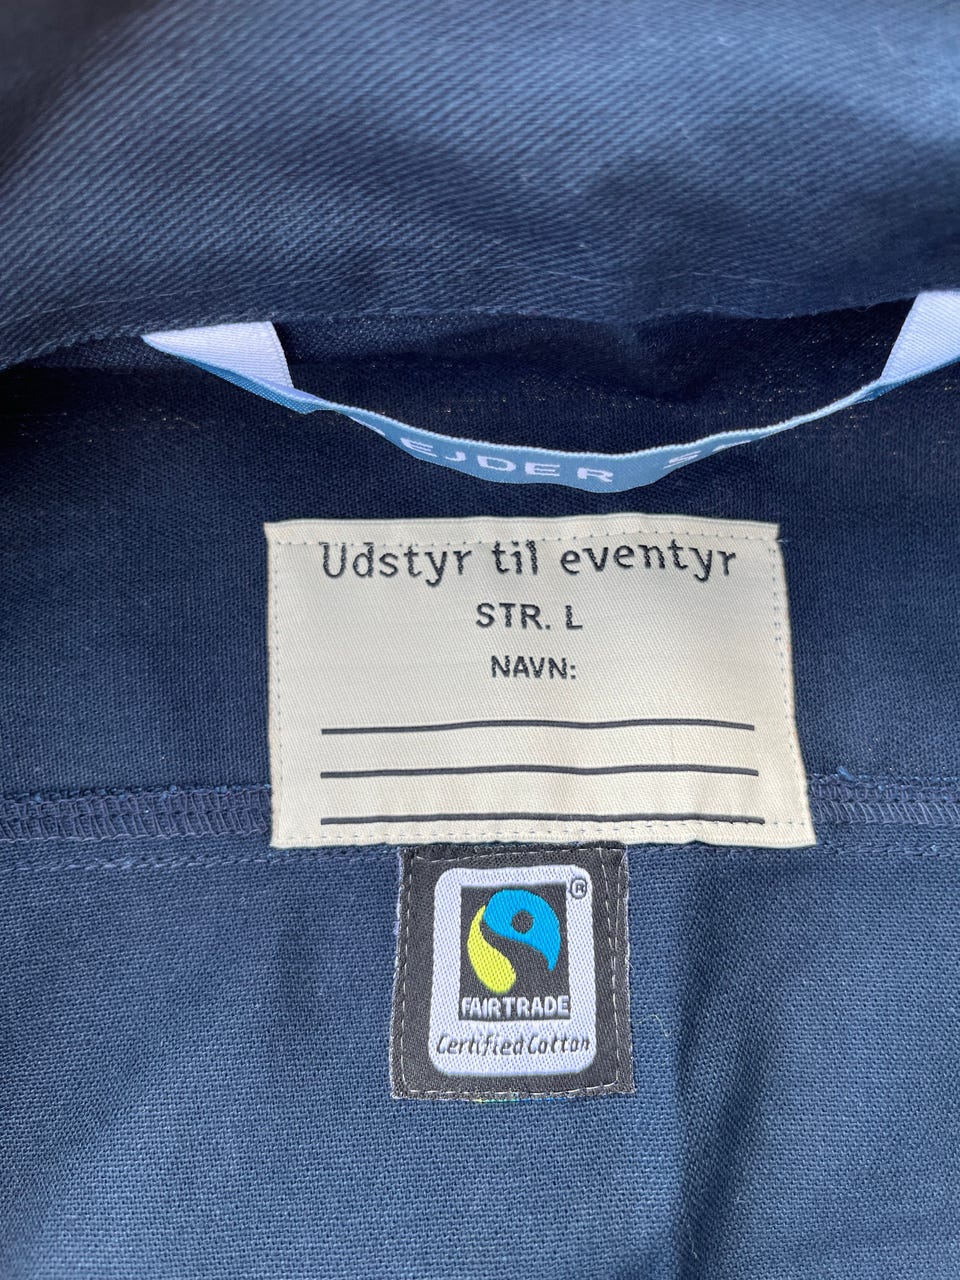 EJDER S
Udstyr til eventyr
STR. L
NAVN:
®
FAIRTRADE
Certified Cotton